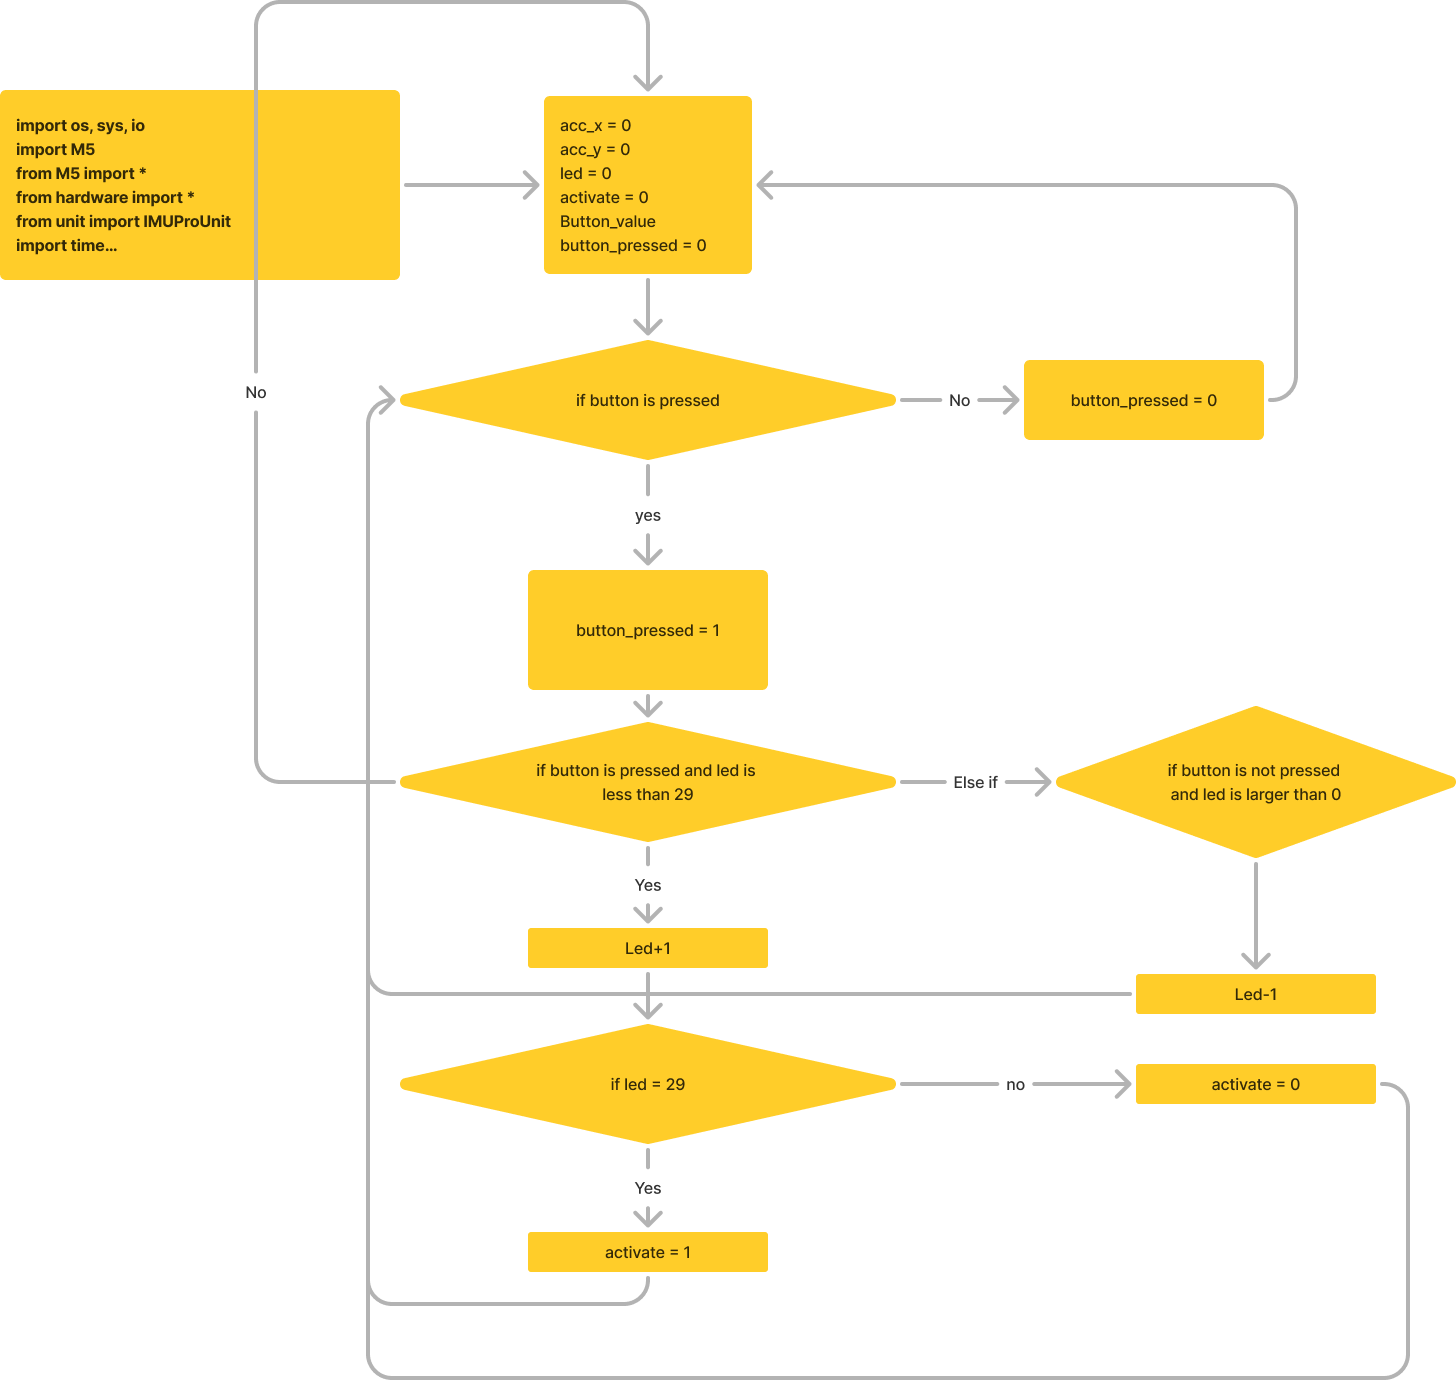 import os, sys, io
import M5
from M5 import *
from hardware import *
from unit import IMUProUnit
import time...
acc_x = 0
acc_y = 0
led = 0
activate = 0
Button_value
button_pressed = 0
No
if button is pressed
No
button_pressed = 0
yes
button_pressed = 1
if button is pressed and led is
less than 29
Else if
if button is not pressed
and led is larger than 0
Yes
Led+1
Led-1
if led = 29
no
activate = 0
Yes
activate = 1